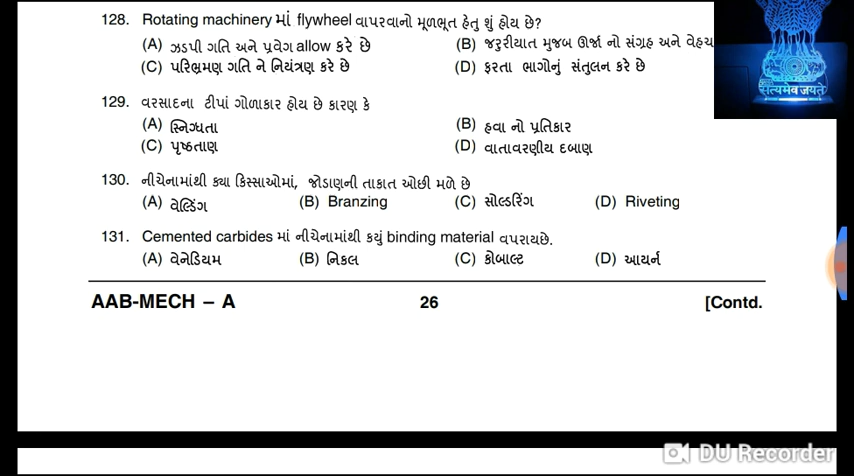 128. Rotating machinery માં flywheel વાપરવાનો મૂળભૂત હેતુ શું હોય છે?
(A) ઝડપી ગતિ અને પ્રવેગ allow કરે છે (B) જરુરીયાત મુજબ ઊર્જા નો સંગ્રહ અને વેહચ
(C) પરિભ્રમણ ગતિ ને નિયંત્રણ કરે છે (D) ફરતા ભાગોનું સંતુલન કરે છે
129. વરસાદના ટીપાં ગોળાકાર હોય છે કારણ કે
(A) સ્નિગ્ધતા (B) હવા નો પ્રતિકાર
(C) પૃષ્ઠતાણ (D) વાતાવરણીય દબાણ
130. નીચેનામાંથી ક્યા કિસ્સાઓમાં, જોડાણની તાકાત ઓછી મળે છે
(A) વેલ્ડિંગ (B) Branzing (C) સોલ્ડરિંગ (D) Riveting
131. Cemented carbides માં નીચેનામાંથી કયું binding material વપરાયછે.
(A) વેનેડિયમ (B) નિકલ (C) કોબાલ્ટ (D) આયર્ન
AAB-MECH – A 26 [Contd.
सत्यमेव जयते
DU Recorder